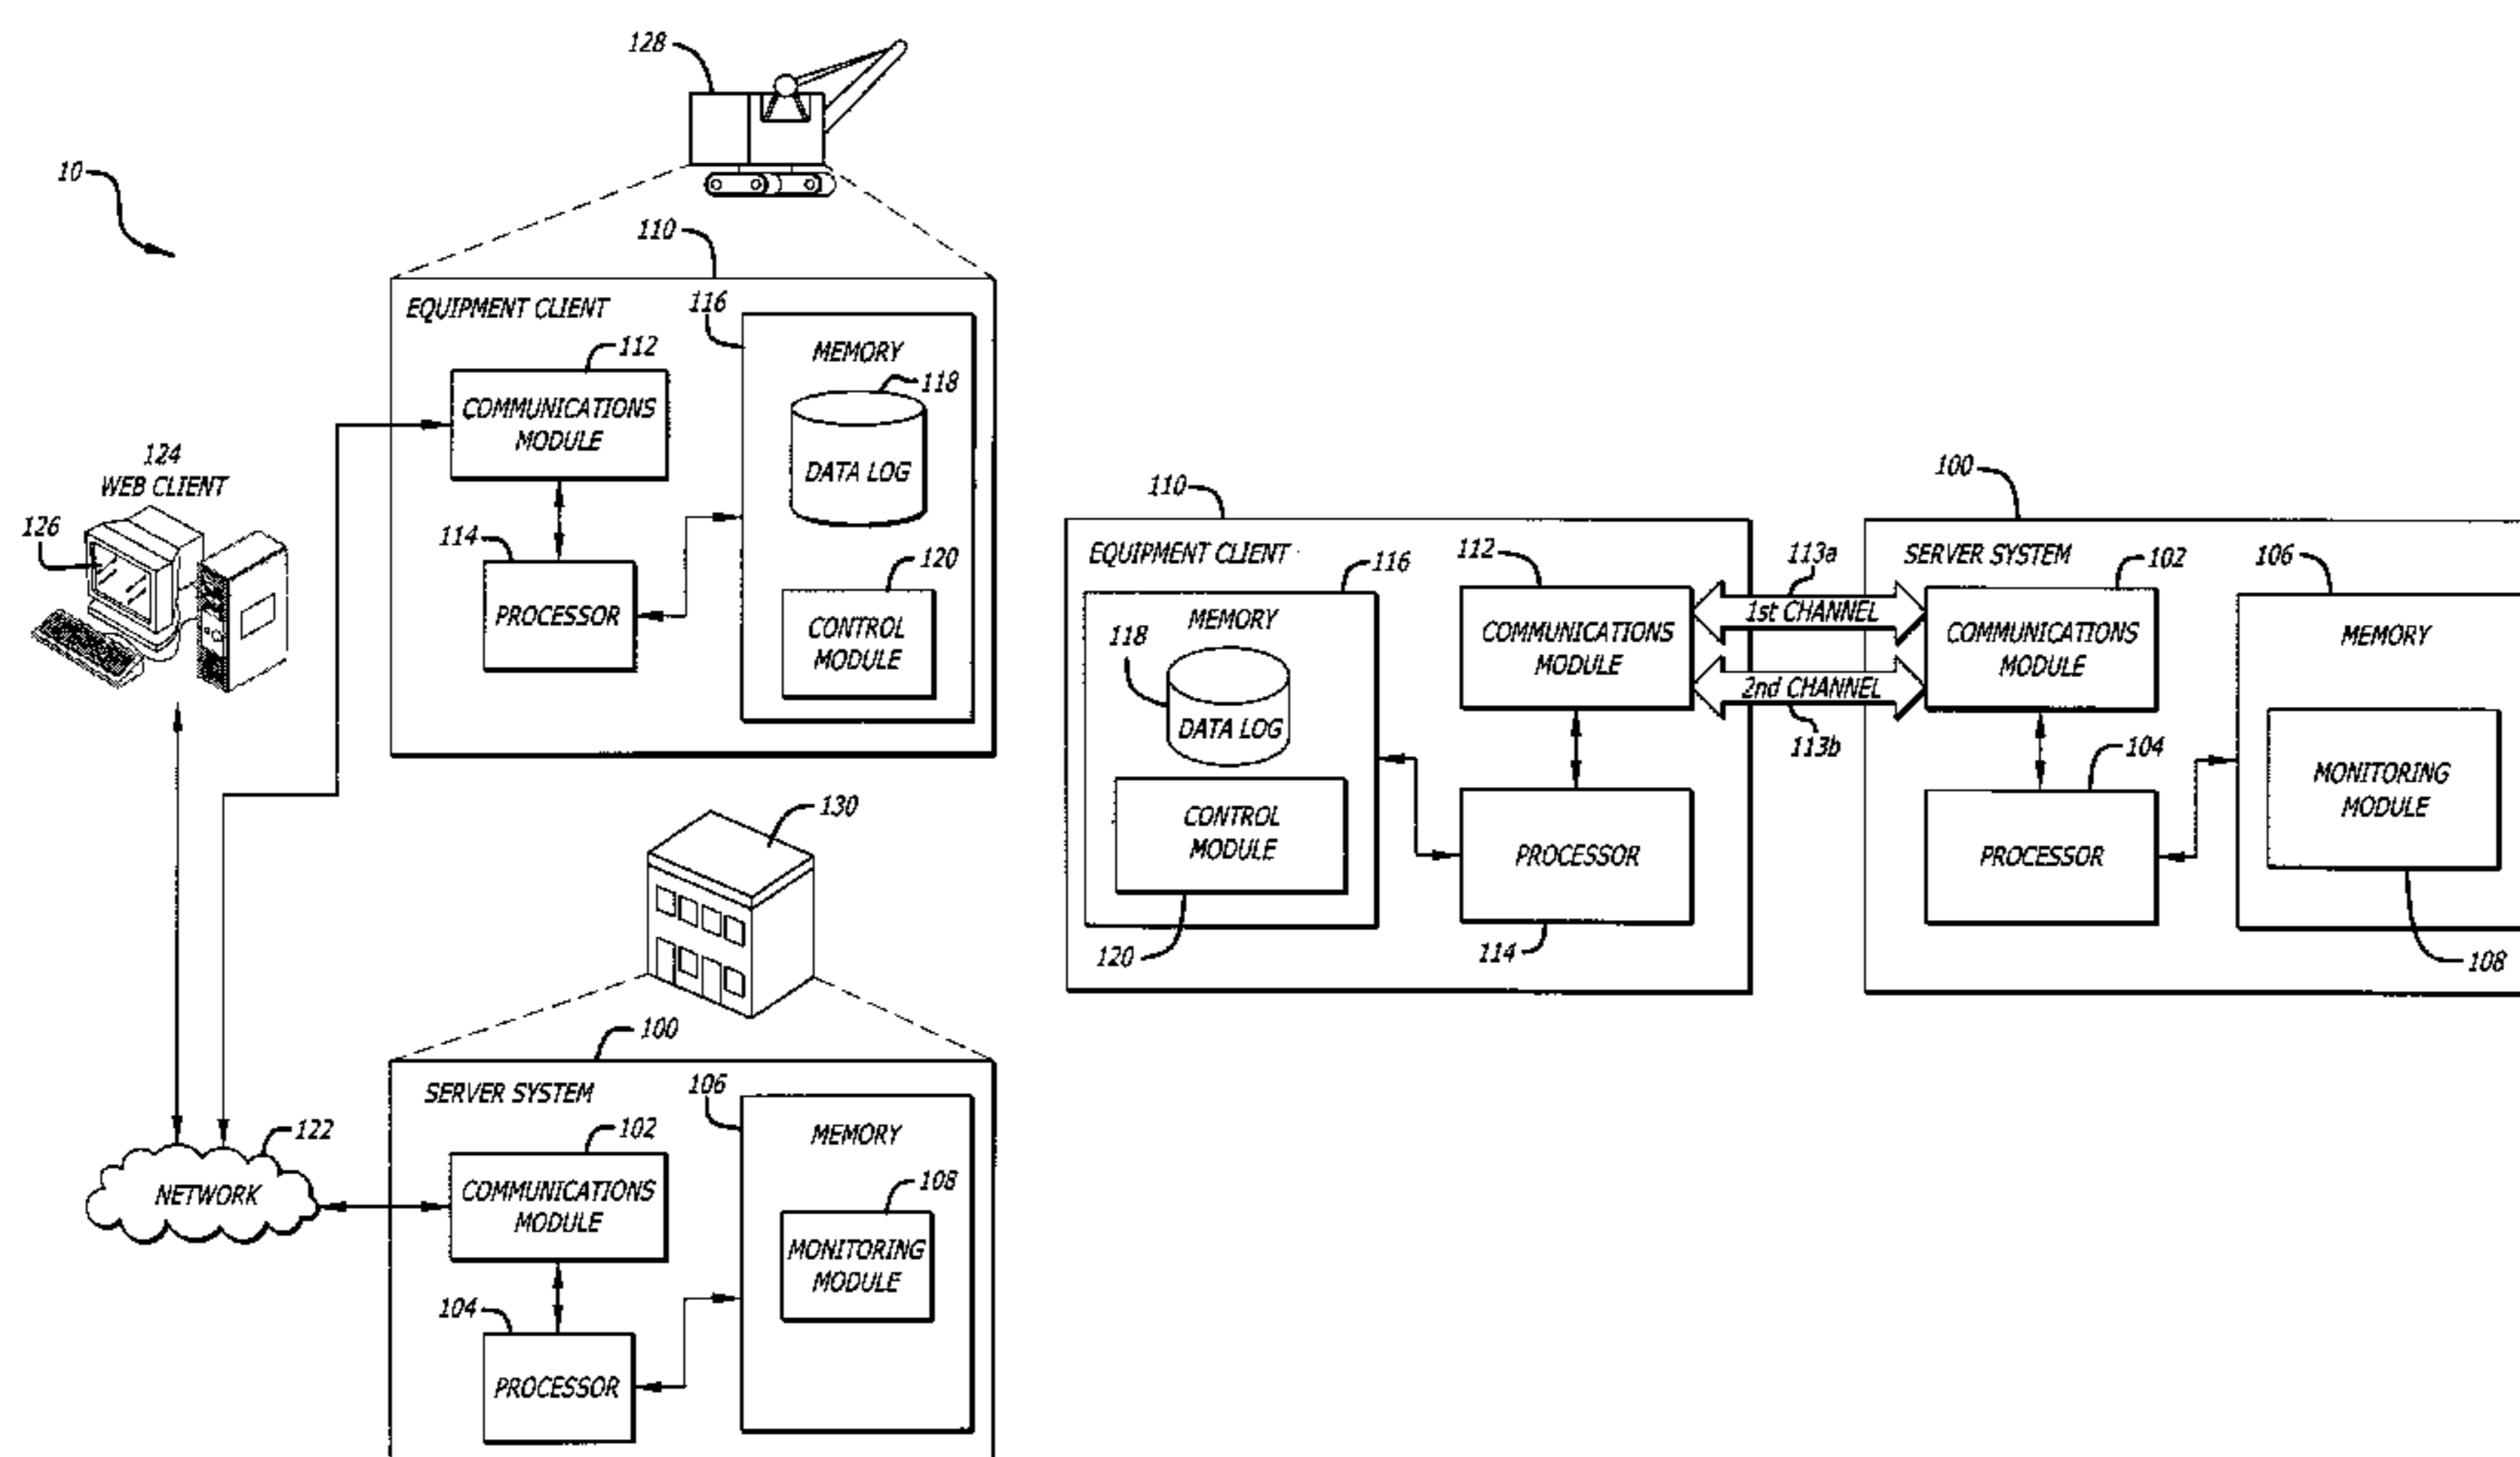 128
10
110
EQUIPMENT CLIENT
116
MEMORY
112
118
COMMUNICATIONS
MODULE
DATA LOG
124
WEB CLIENT
126
114
120
PROCESSOR
CONTROL
MODULE
130
100
SERVER SYSTEM
106
MEMORY
102
122
NETWORK
COMMUNICATIONS
MODULE
108
MONITORING
MODULE
104
PROCESSOR
110
EQUIPMENT CLIENT
116
MEMORY
118
DATA LOG
CONTROL
MODULE
120
112
COMMUNICATIONS
MODULE
PROCESSOR
114
113a
1st CHANNEL
2nd CHANNEL
113b
100
SERVER SYSTEM
102
COMMUNICATIONS
MODULE
104
PROCESSOR
106
MEMORY
MONITORING
MODULE
108